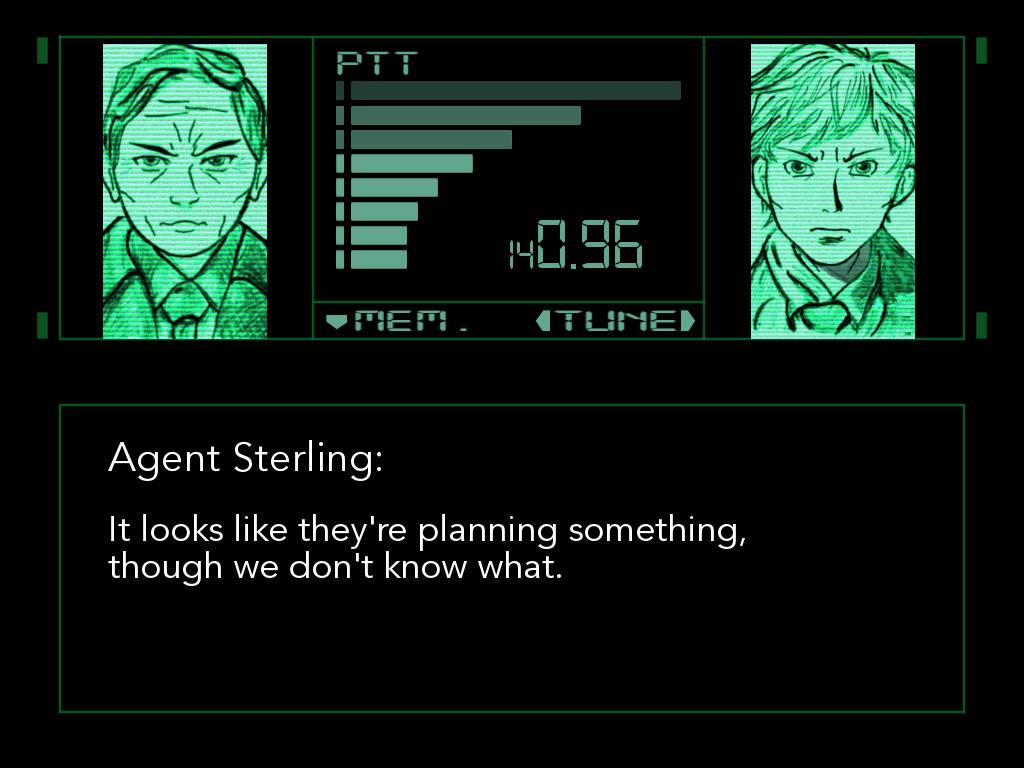 PTT
140.96
MEM.
TUNE
Agent Sterling:
It looks like they're planning something,
though we don't know what.